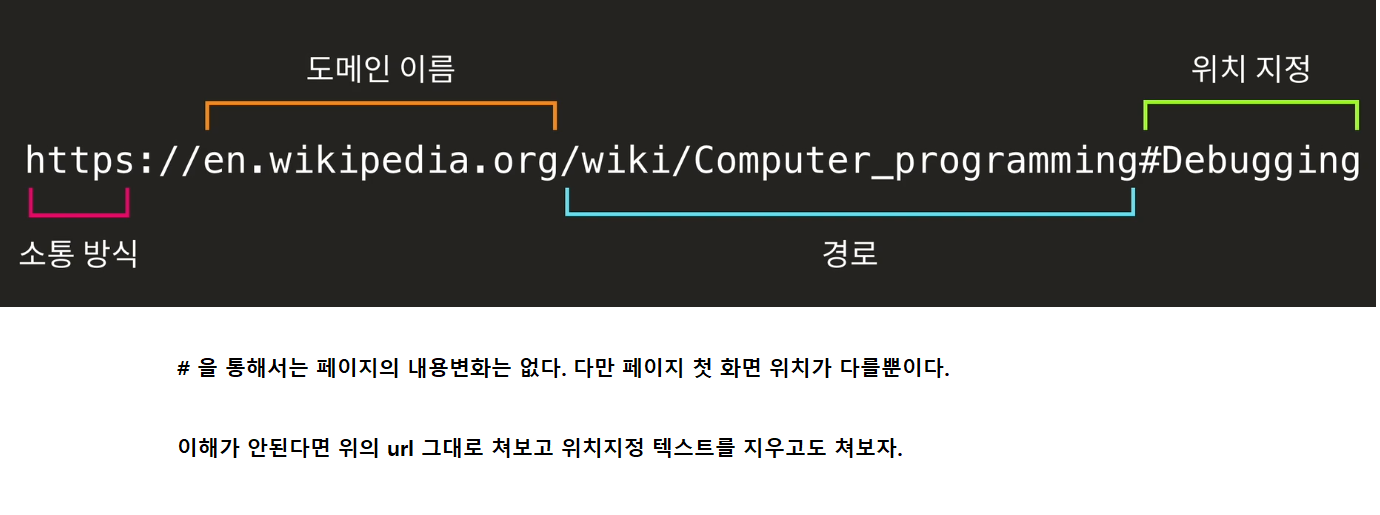 도메인 이름
위치 지정
https://en.wikipedia.org/wiki/Computer_programming#Debugging
소통 방식
경로
# 을 통해서는 페이지의 내용변화는 없다. 다만 페이지 첫 화면 위치가 다를뿐이다.
이해가 안된다면 위의 url 그대로 쳐보고 위치지정 텍스트를 지우고도 쳐보자.